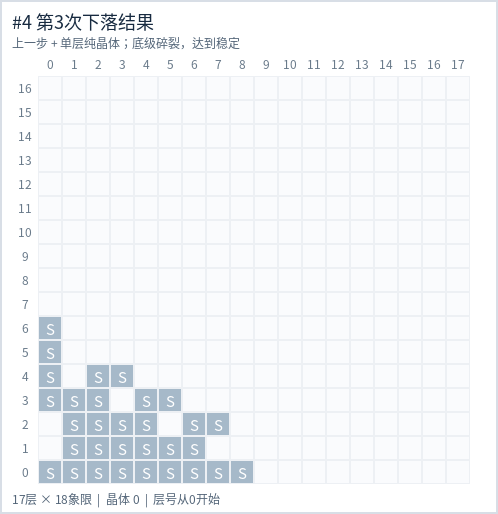 #4 第3次下落结果
上一步 + 单层纯晶体；底级碎裂，达到稳定
0 1 2 3 4 5 6 7 8 9 10 11 12 13 14 15 16 17
16
15
14
13
12
11
10
9
8
7
6 S
5 S
4 S S S
3 S S S S S
2 S S S S S S
1 S S S S S S
0 S S S S S S S S S
17层 × 18象限 | 晶体 0 | 层号从0开始